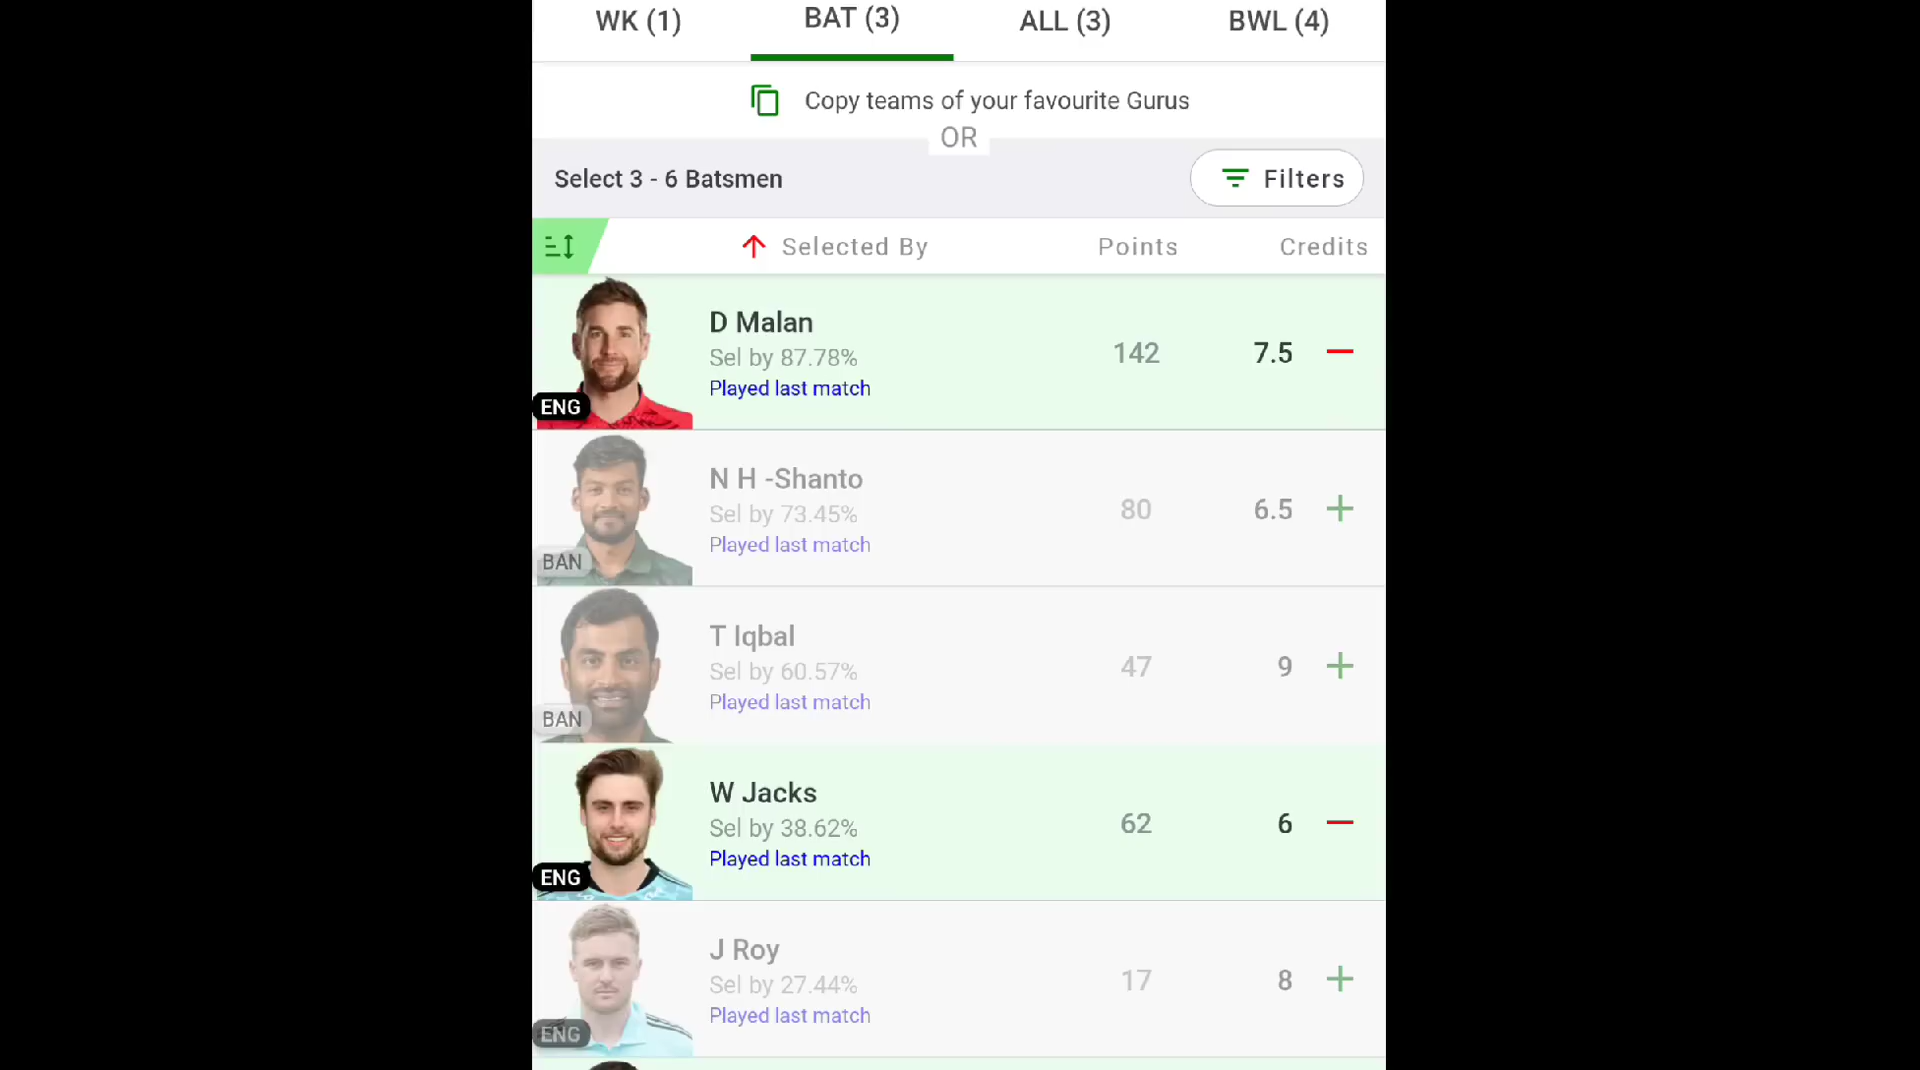 WK (1) BAT (3) ALL (3) BWL (4)
Copy teams of your favourite Gurus
OR
Select 3 - 6 Batsmen Filters
Selected By Points Credits
D Malan
Sel by 87.78% 142 7.5
Played last match
ENG
N H -Shanto
Sel by 73.45% 80 6.5
Played last match
BAN
T Iqbal
Sel by 60.57% 47 9
Played last match
BAN
W Jacks
Sel by 38.62% 62 6
Played last match
ENG
J Roy
Sel by 27.44% 17 8
Played last match
ENG